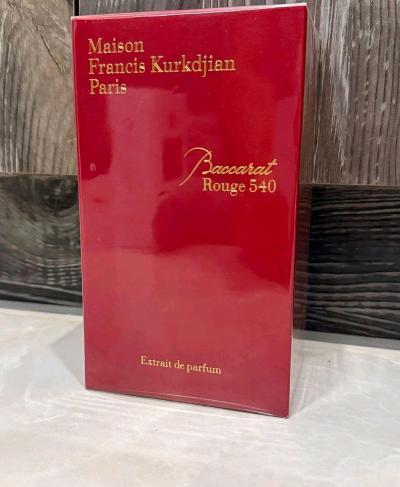 Maison
Francis Kurkdjian
Paris
Baccarat
Rouge 540
Extrait de parfum